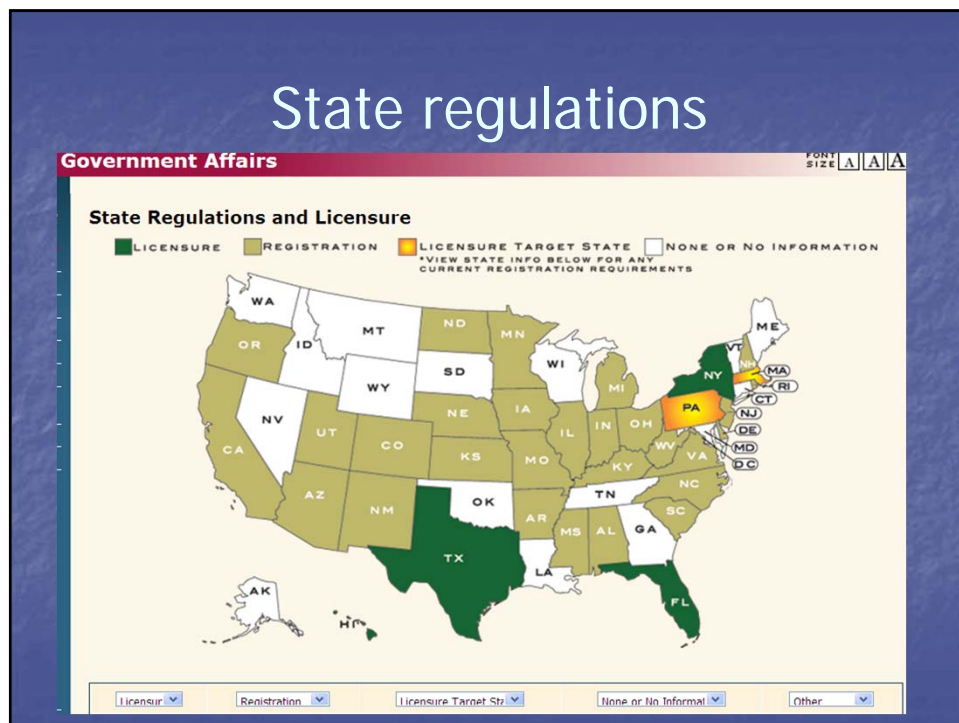 State regulations
Government Affairs
FONT SIZE A A A
State Regulations and Licensure
LICENSURE REGISTRATION LICENSURE TARGET STATE NONE OR NO INFORMATION
*VIEW STATE INFO BELOW FOR ANY
CURRENT REGISTRATION REQUIREMENTS
WA
MT
ND
MN
ME
OR
ID
SD
WI
VT
NH
MI
NY
MA
RI
CT
WY
PA
NJ
NV
NE
IA
OH
DE
UT
IL
IN
MD
CA
CO
WV
VA
DC
KS
MO
KY
NC
AZ
NM
OK
TN
AR
SC
MS
AL
GA
TX
LA
AK
FL
HI
Licensur Registration Licensure Target Sta None or No Informal Other